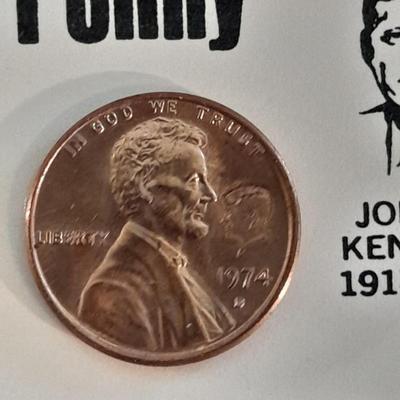 Penny
IN GOD WE TRUST
LIBERTY
1974
S
JO
KEN
191